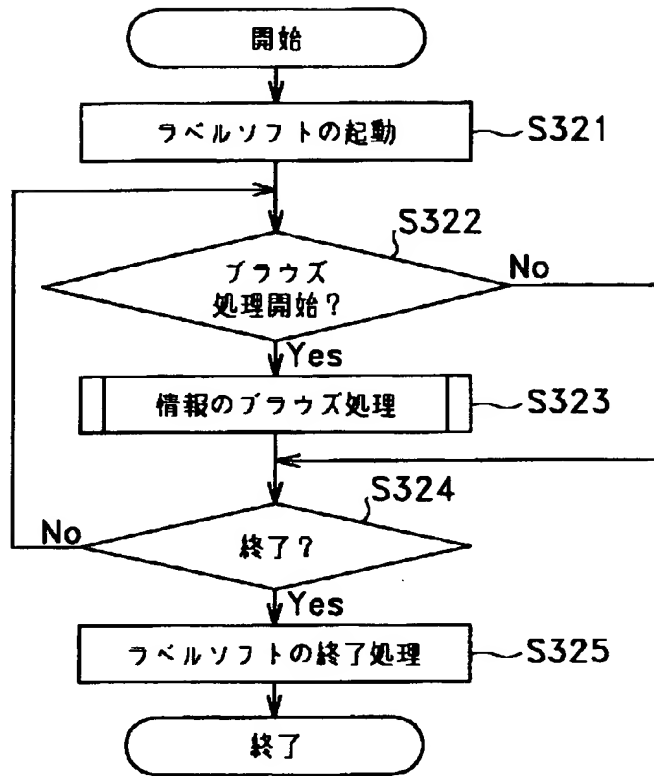 開始
ラベルソフトの起動
S321
S322
ブラウズ
処理開始？
No
Yes
情報のブラウズ処理
S323
S324
No
終了？
Yes
ラベルソフトの終了処理
S325
終了